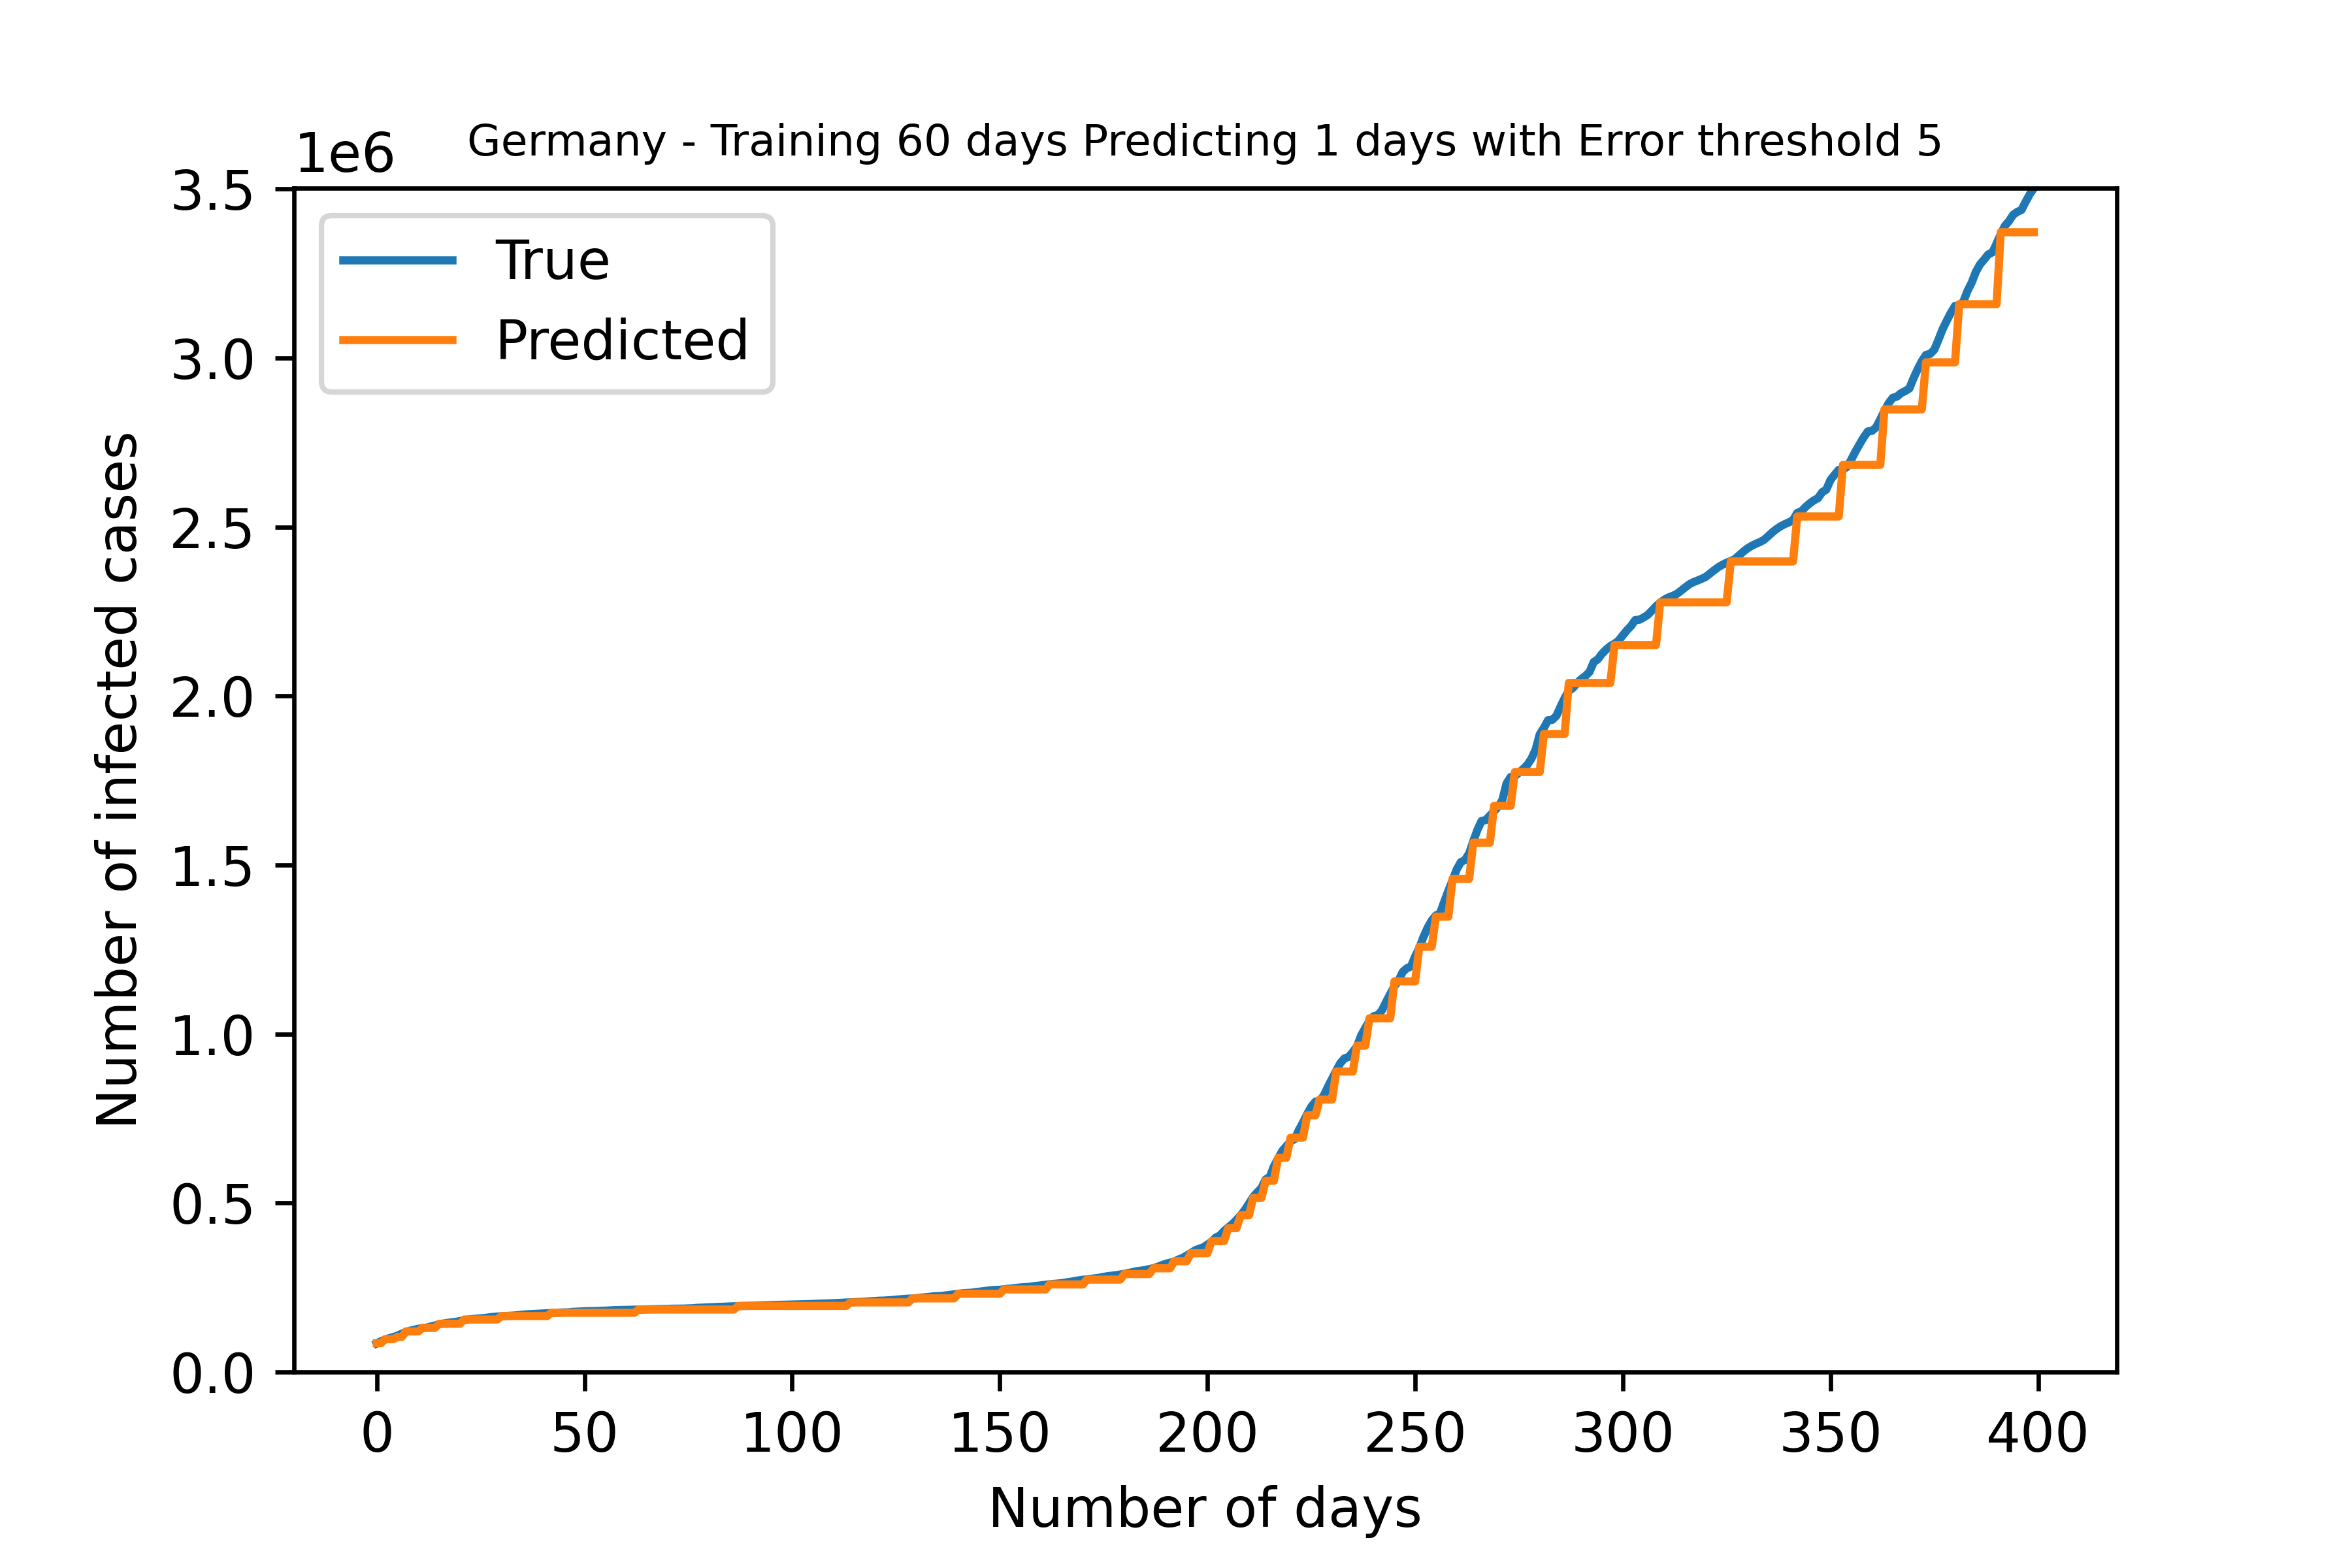 Germany - Training 60 days Predicting 1 days with Error threshold 5
1e6
3.5
3.0
2.5
2.0
1.5
1.0
0.5
0.0
True
Predicted
Number of infected cases
0 50 100 150 200 250 300 350 400
Number of days